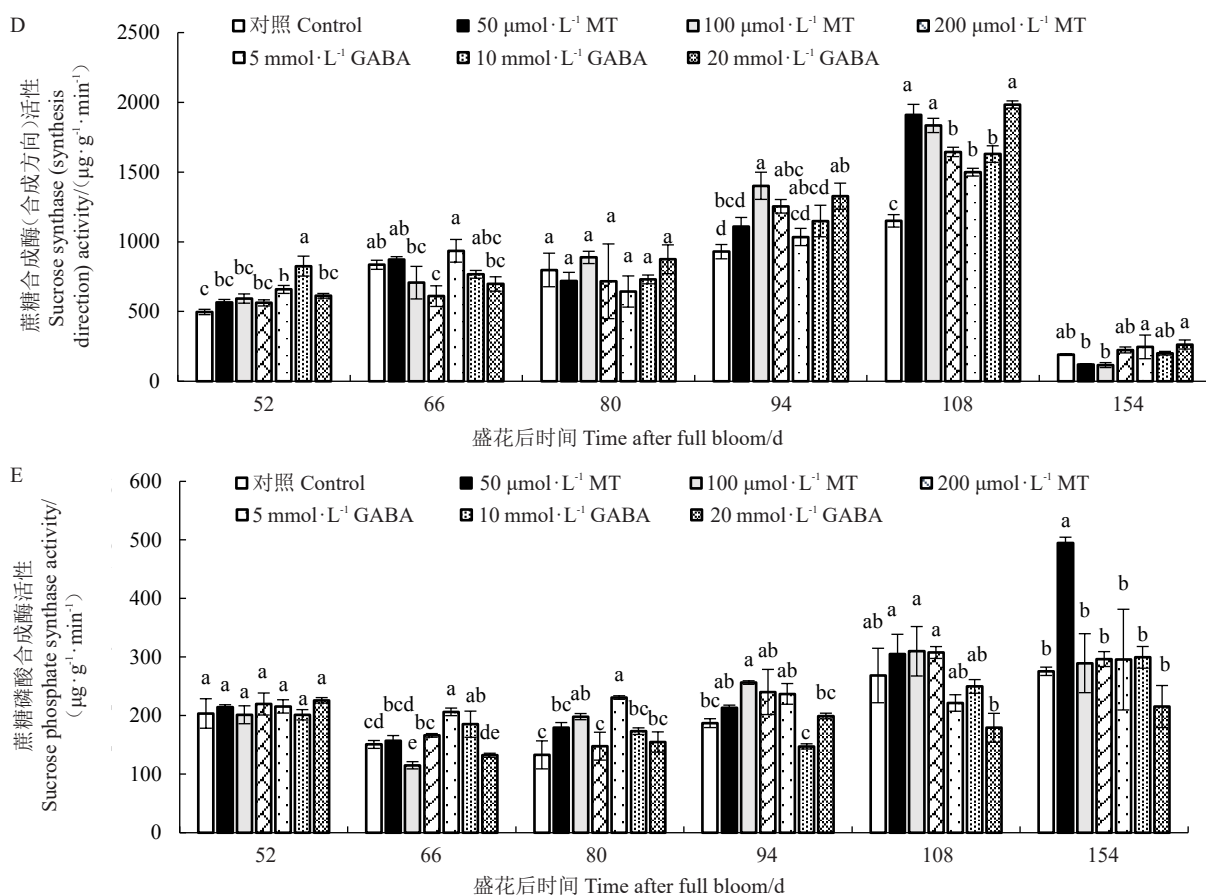 D
对照 Control
50 μmol·L⁻¹ MT
100 μmol·L⁻¹ MT
200 μmol·L⁻¹ MT
5 mmol·L⁻¹ GABA
10 mmol·L⁻¹ GABA
20 mmol·L⁻¹ GABA
蔗糖合成酶(合成方向)活性
Sucrose synthase (synthesis
direction) activity/(μg·g⁻¹·min⁻¹)
2500
2000
1500
1000
500
0
c bc bc bc b a bc
ab ab bc c a abc bc
a a a a a a a
d bcd a abc cd abcd ab
c a a b b b a
ab b b ab a ab a
52 66 80 94 108 154
盛花后时间 Time after full bloom/d
E
对照 Control
50 μmol·L⁻¹ MT
100 μmol·L⁻¹ MT
200 μmol·L⁻¹ MT
5 mmol·L⁻¹ GABA
10 mmol·L⁻¹ GABA
20 mmol·L⁻¹ GABA
蔗糖磷酸合成酶活性
Sucrose phosphate synthase activity/
(μg·g⁻¹·min⁻¹)
600
500
400
300
200
100
0
a a a a a a a
cd bc e bc a ab de
c ab ab c a bc bc
bc ab a ab ab c bc
ab a a a ab ab b
b a b b b b b
52 66 80 94 108 154
盛花后时间 Time after full bloom/d